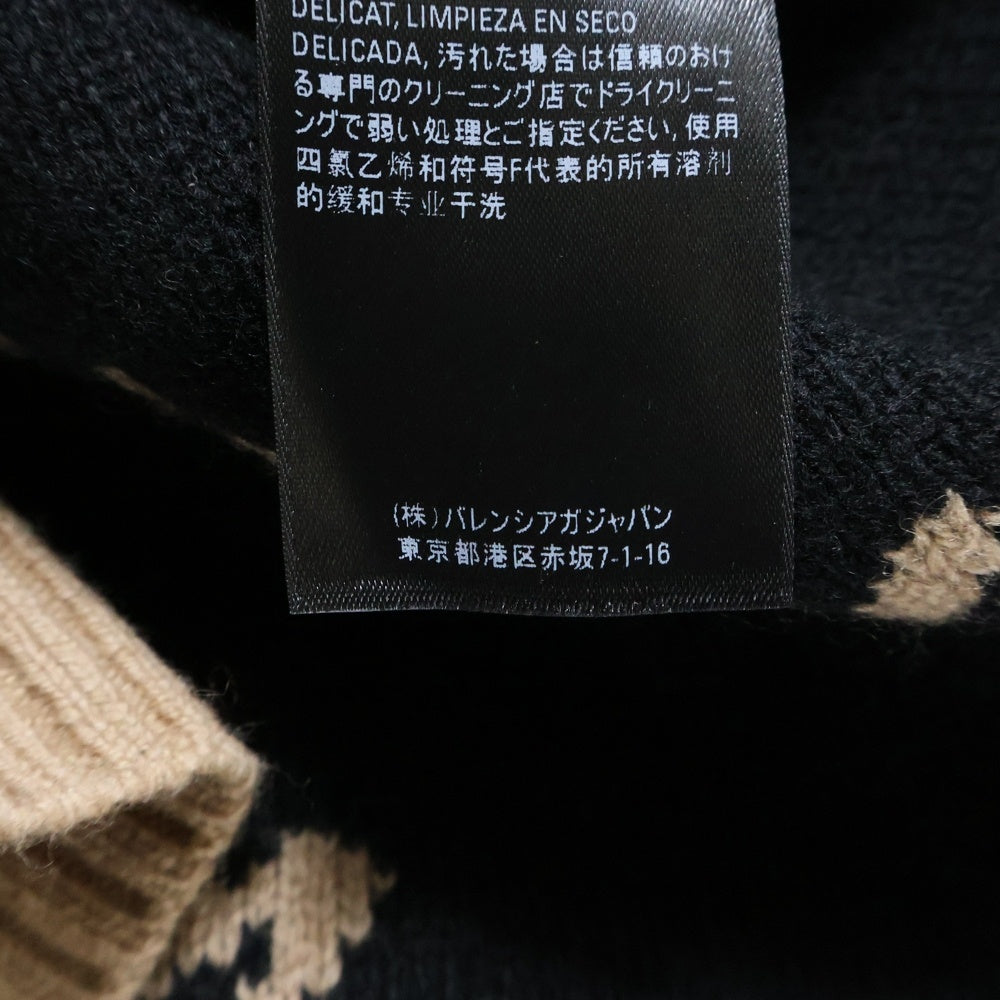 DELICAT, LIMPIEZA EN SECO
DELICADA, 汚れた場合は信頼のおけ
る専門のクリーニング店でドライクリーニ
ングで弱い処理とご指定ください, 使用
四氯乙烯和符号F代表的所有溶剂
的缓和专业干洗
(株)バレンシアガジャパン
東京都港区赤坂7-1-16